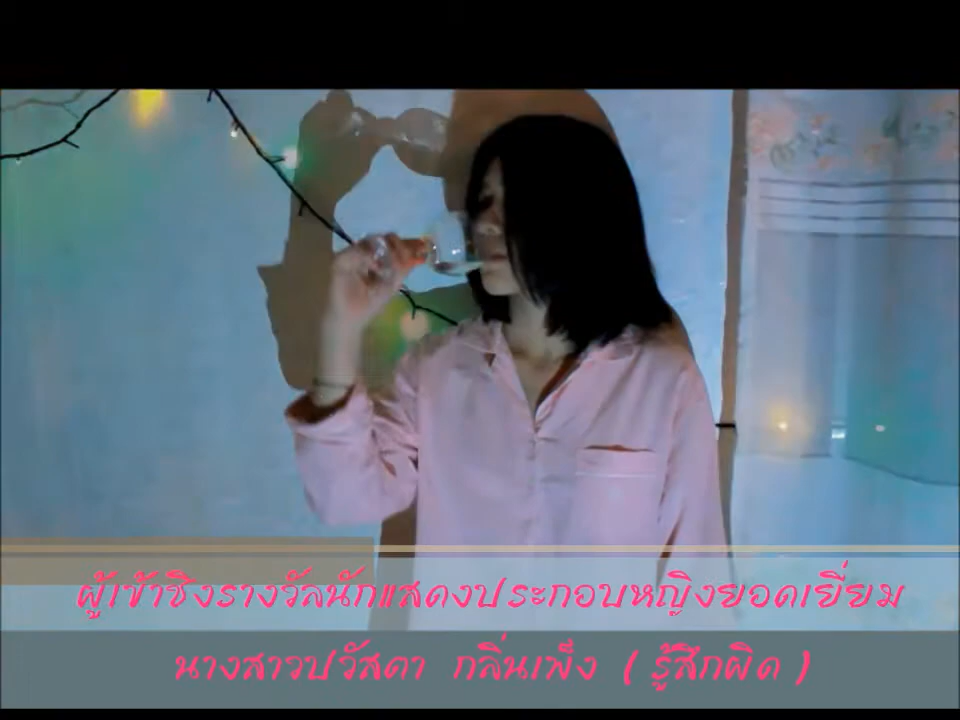 ผู้เข้าชิงรางวัลนักแสดงประกอบหญิงยอดเยี่ยม
นางสาวปวัสดา กลิ่นเพ็ง ( รู้สึกผิด )